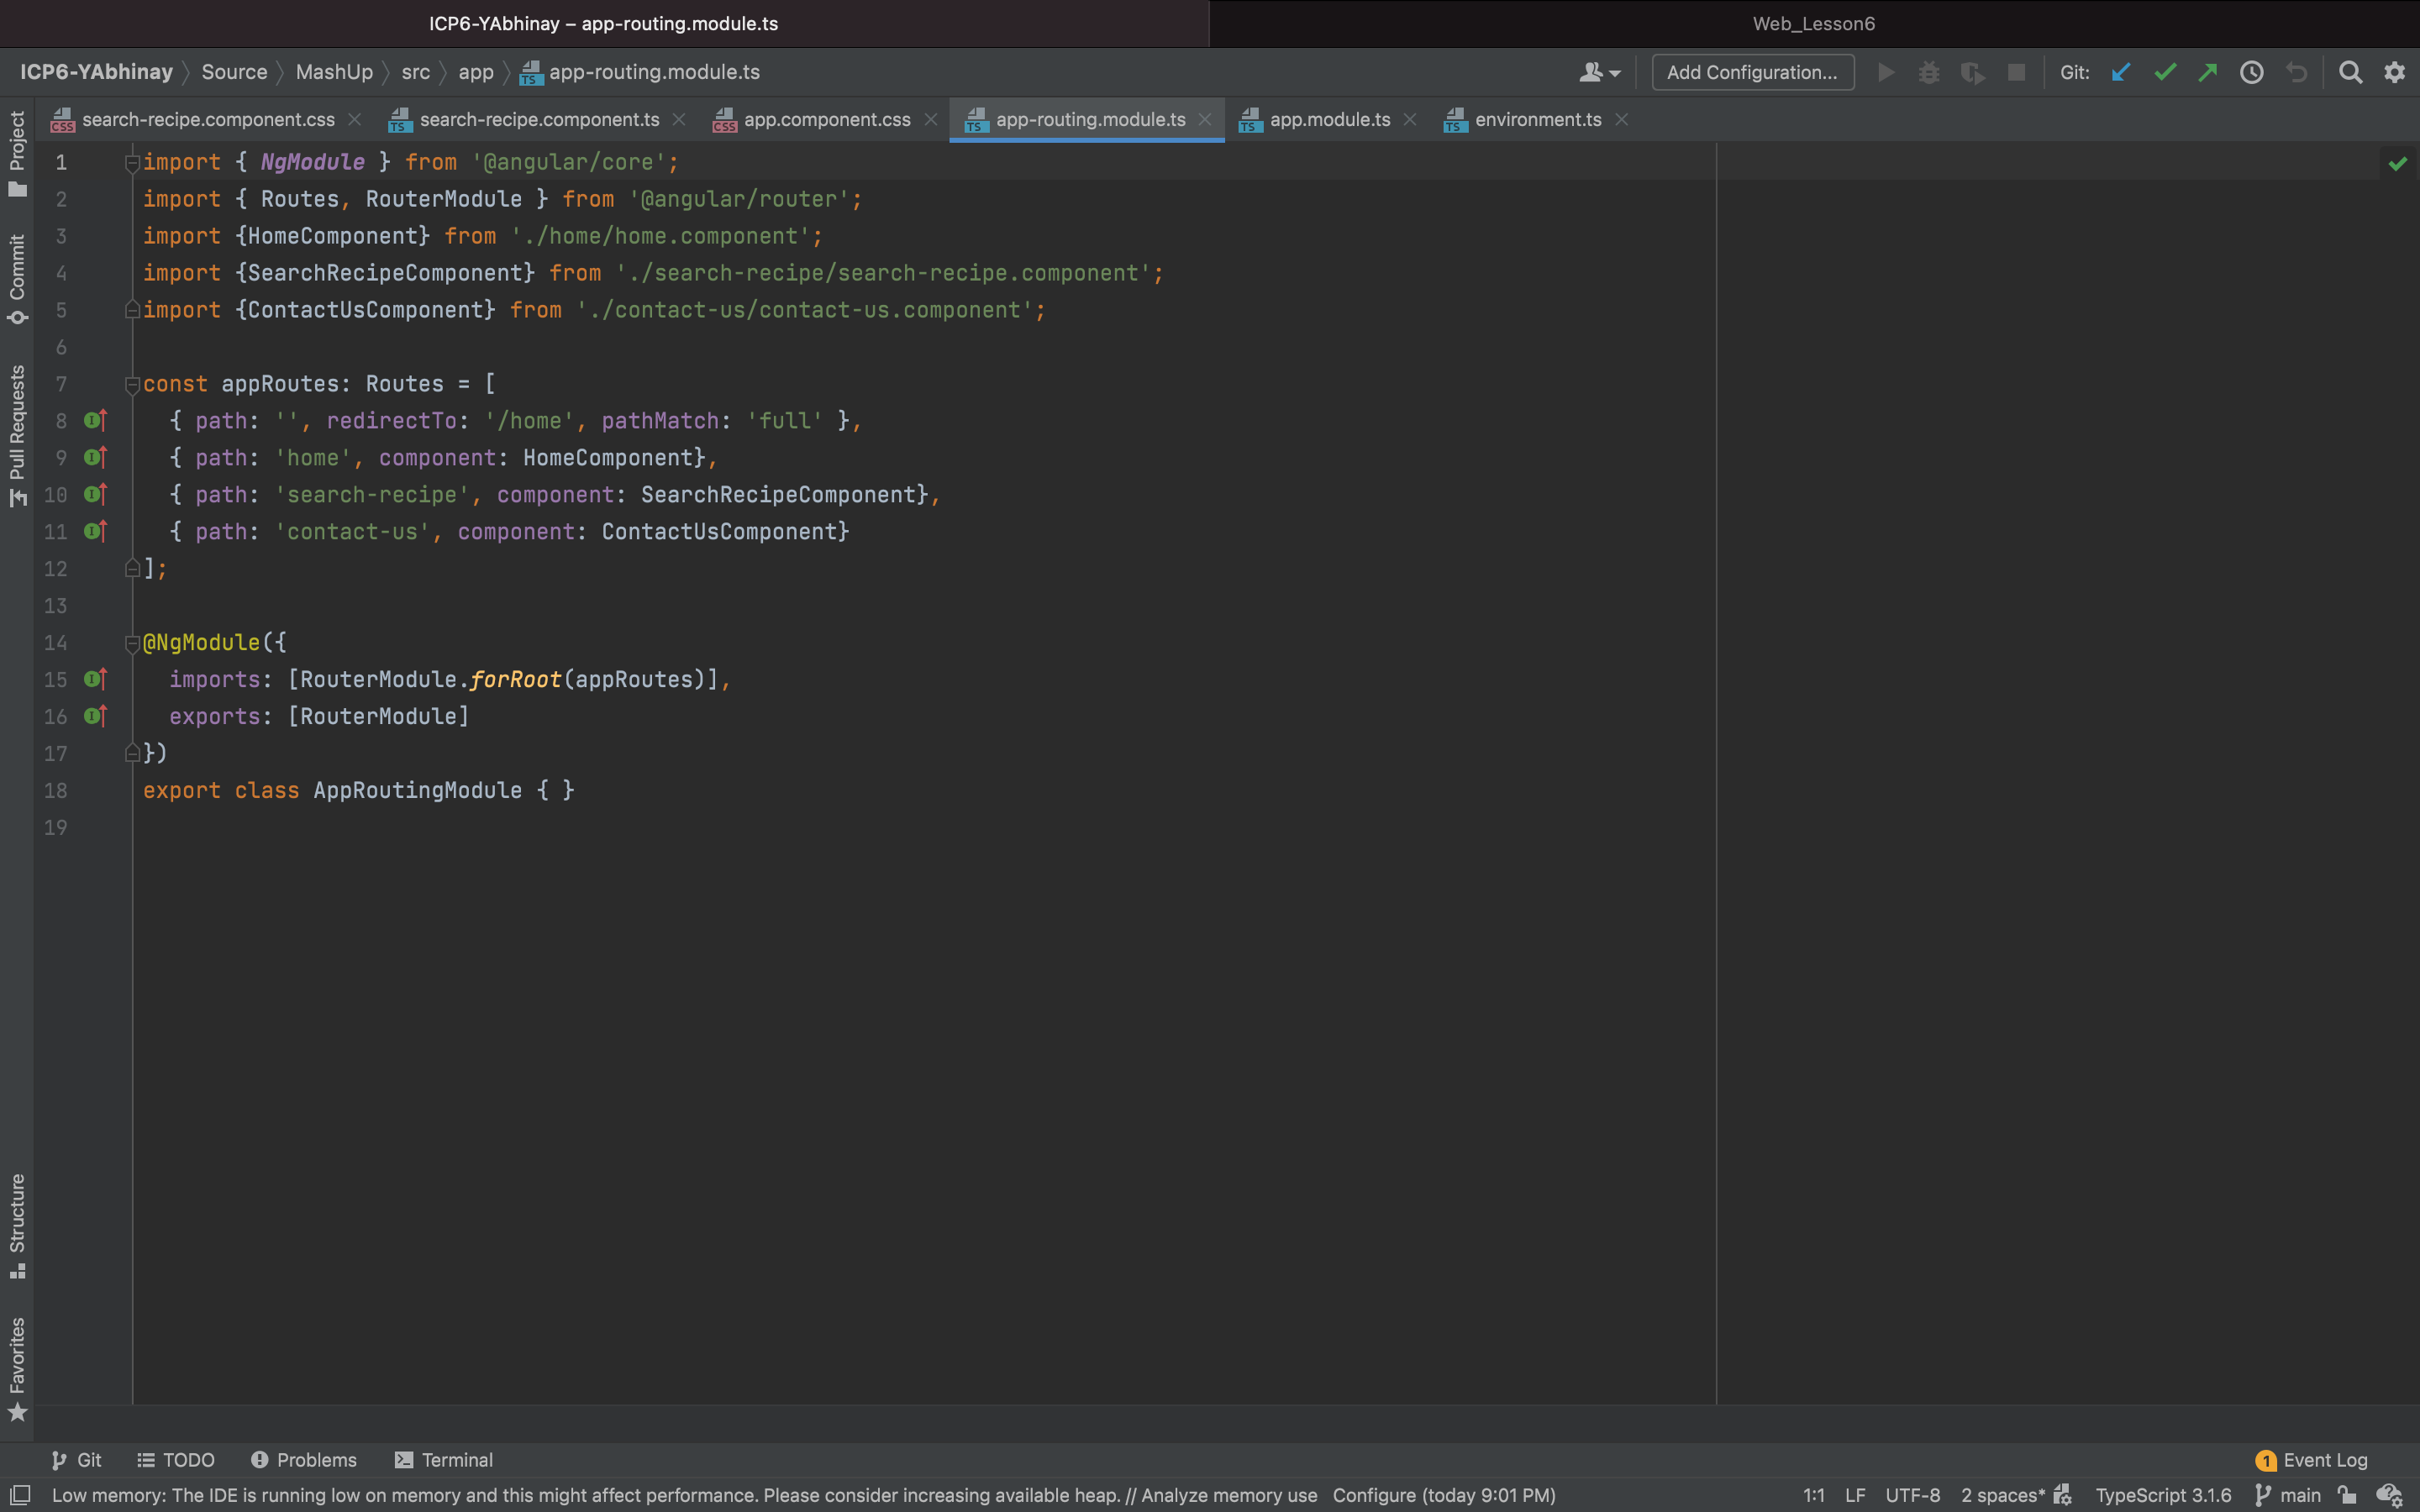 ICP6-YAbhinay – app-routing.module.ts
Web_Lesson6
ICP6-YAbhinay Source MashUp src app app-routing.module.ts
Add Configuration...
Git:
search-recipe.component.css
search-recipe.component.ts
app.component.css
app-routing.module.ts
app.module.ts
environment.ts
Project
Commit
Pull Requests
Structure
Favorites
1 import { NgModule } from '@angular/core';
2 import { Routes, RouterModule } from '@angular/router';
3 import {HomeComponent} from './home/home.component';
4 import {SearchRecipeComponent} from './search-recipe/search-recipe.component';
5 import {ContactUsComponent} from './contact-us/contact-us.component';
6
7 const appRoutes: Routes = [
8 { path: '', redirectTo: '/home', pathMatch: 'full' },
9 { path: 'home', component: HomeComponent},
10 { path: 'search-recipe', component: SearchRecipeComponent},
11 { path: 'contact-us', component: ContactUsComponent}
12 ];
13
14 @NgModule({
15 imports: [RouterModule.forRoot(appRoutes)],
16 exports: [RouterModule]
17 })
18 export class AppRoutingModule { }
19
Git
TODO
Problems
Terminal
1 Event Log
Low memory: The IDE is running low on memory and this might affect performance. Please consider increasing available heap. // Analyze memory use Configure (today 9:01 PM)
1:1 LF UTF-8 2 spaces* TypeScript 3.1.6 main